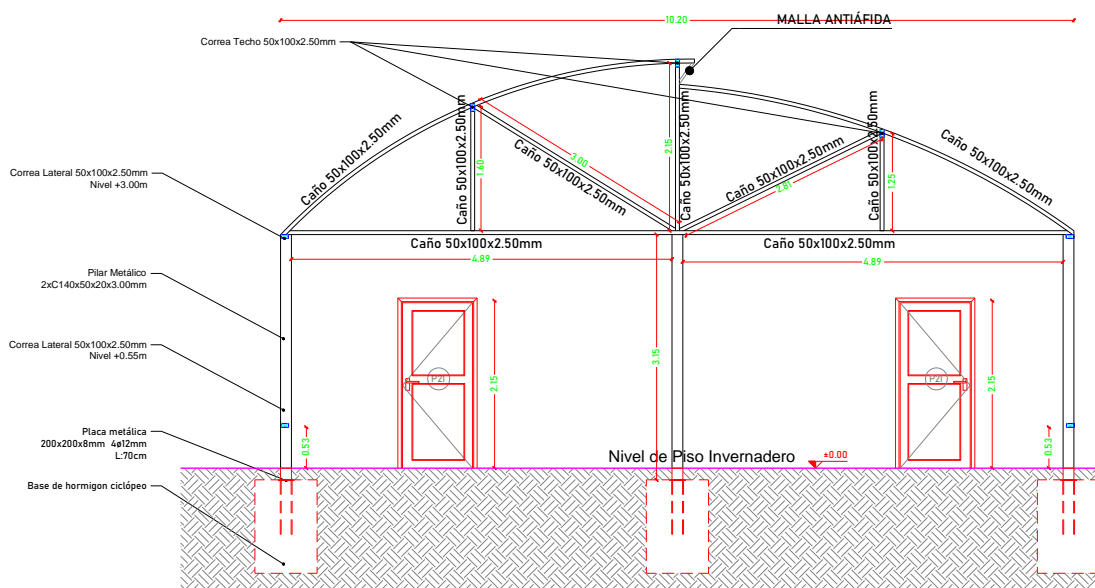 10.20
MALLA ANTIÁFIDA
Correa Techo 50x100x2.50mm
Caño 50x100x2.50mm
Caño 50x100x2.50mm
1.60
3.00
Caño 50x100x2.50mm
2.15
Caño 50x100x2.50mm
Caño 50x100x2.50mm
2.81
Caño 50x100x2.50mm
1.25
Caño 50x100x2.50mm
Correa Lateral 50x100x2.50mm
Nivel +3.00m
Caño 50x100x2.50mm
Caño 50x100x2.50mm
4.89
4.89
Pilar Metálico
2xC140x50x20x3.00mm
Correa Lateral 50x100x2.50mm
Nivel +0.55m
P2I
2.15
3.15
P2I
2.15
Placa metálica
200x200x8mm 4ø12mm
L:70cm
0.53
0.53
Nivel de Piso Invernadero
±0.00
Base de hormigon ciclópeo